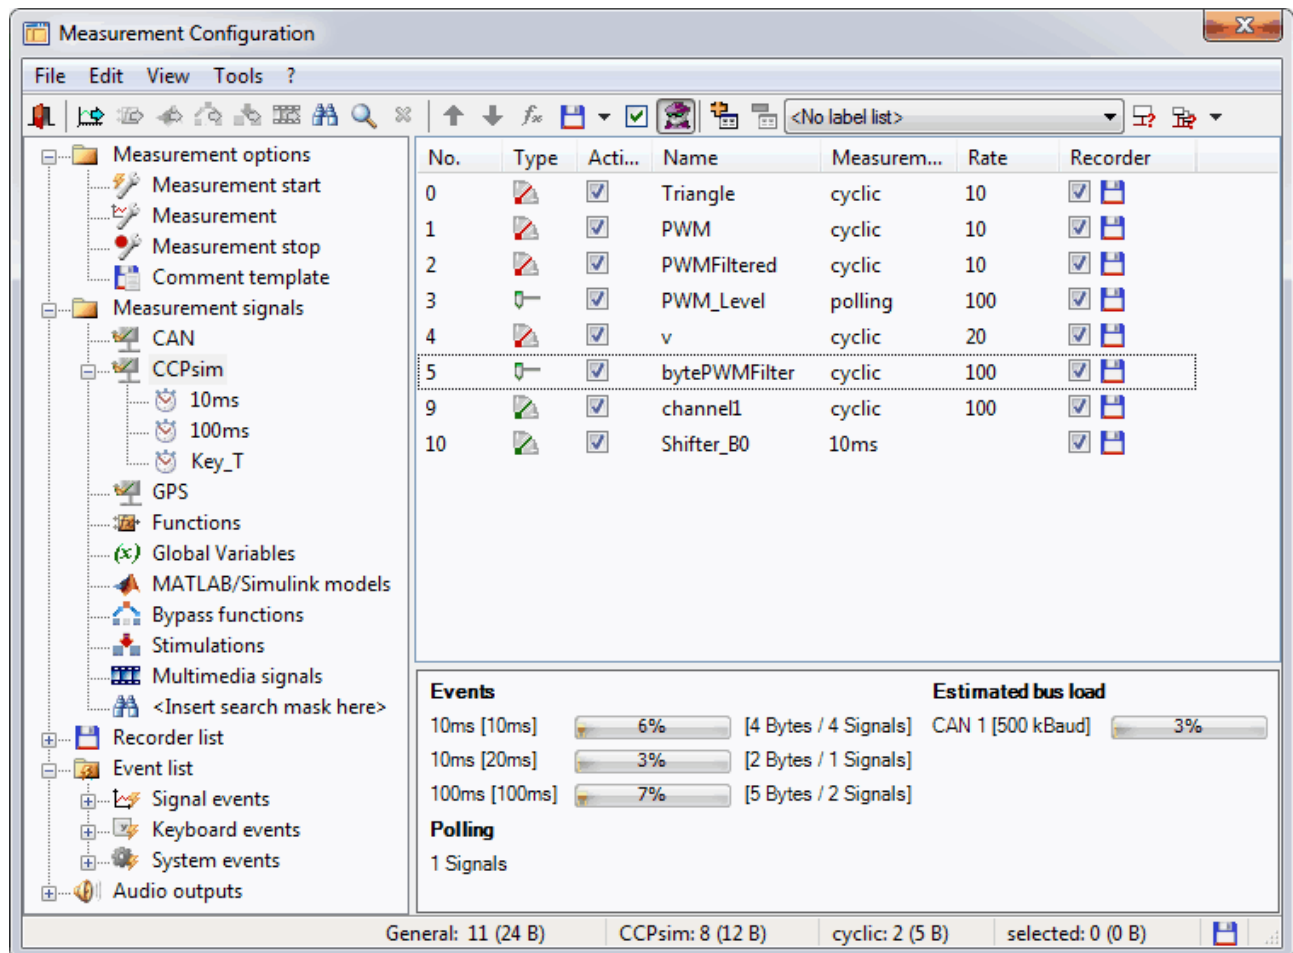 Measurement Configuration
File Edit View Tools ?
<No label list>
Measurement options
Measurement start
Measurement
Measurement stop
Comment template
Measurement signals
CAN
CCPsim
10ms
100ms
Key_T
GPS
Functions
(x) Global Variables
MATLAB/Simulink models
Bypass functions
Stimulations
Multimedia signals
<Insert search mask here>
Recorder list
Event list
Signal events
Keyboard events
System events
Audio outputs
No. Type Acti... Name Measurem... Rate Recorder
0 Triangle cyclic 10
1 PWM cyclic 10
2 PWMFiltered cyclic 10
3 PWM_Level polling 100
4 v cyclic 20
5 bytePWMFilter cyclic 100
9 channel1 cyclic 100
10 Shifter_B0 10ms
Events
10ms [10ms] 6% [4 Bytes / 4 Signals]
10ms [20ms] 3% [2 Bytes / 1 Signals]
100ms [100ms] 7% [5 Bytes / 2 Signals]
Polling
1 Signals
Estimated bus load
CAN 1 [500 kBaud] 3%
General: 11 (24 B) CCPsim: 8 (12 B) cyclic: 2 (5 B) selected: 0 (0 B)